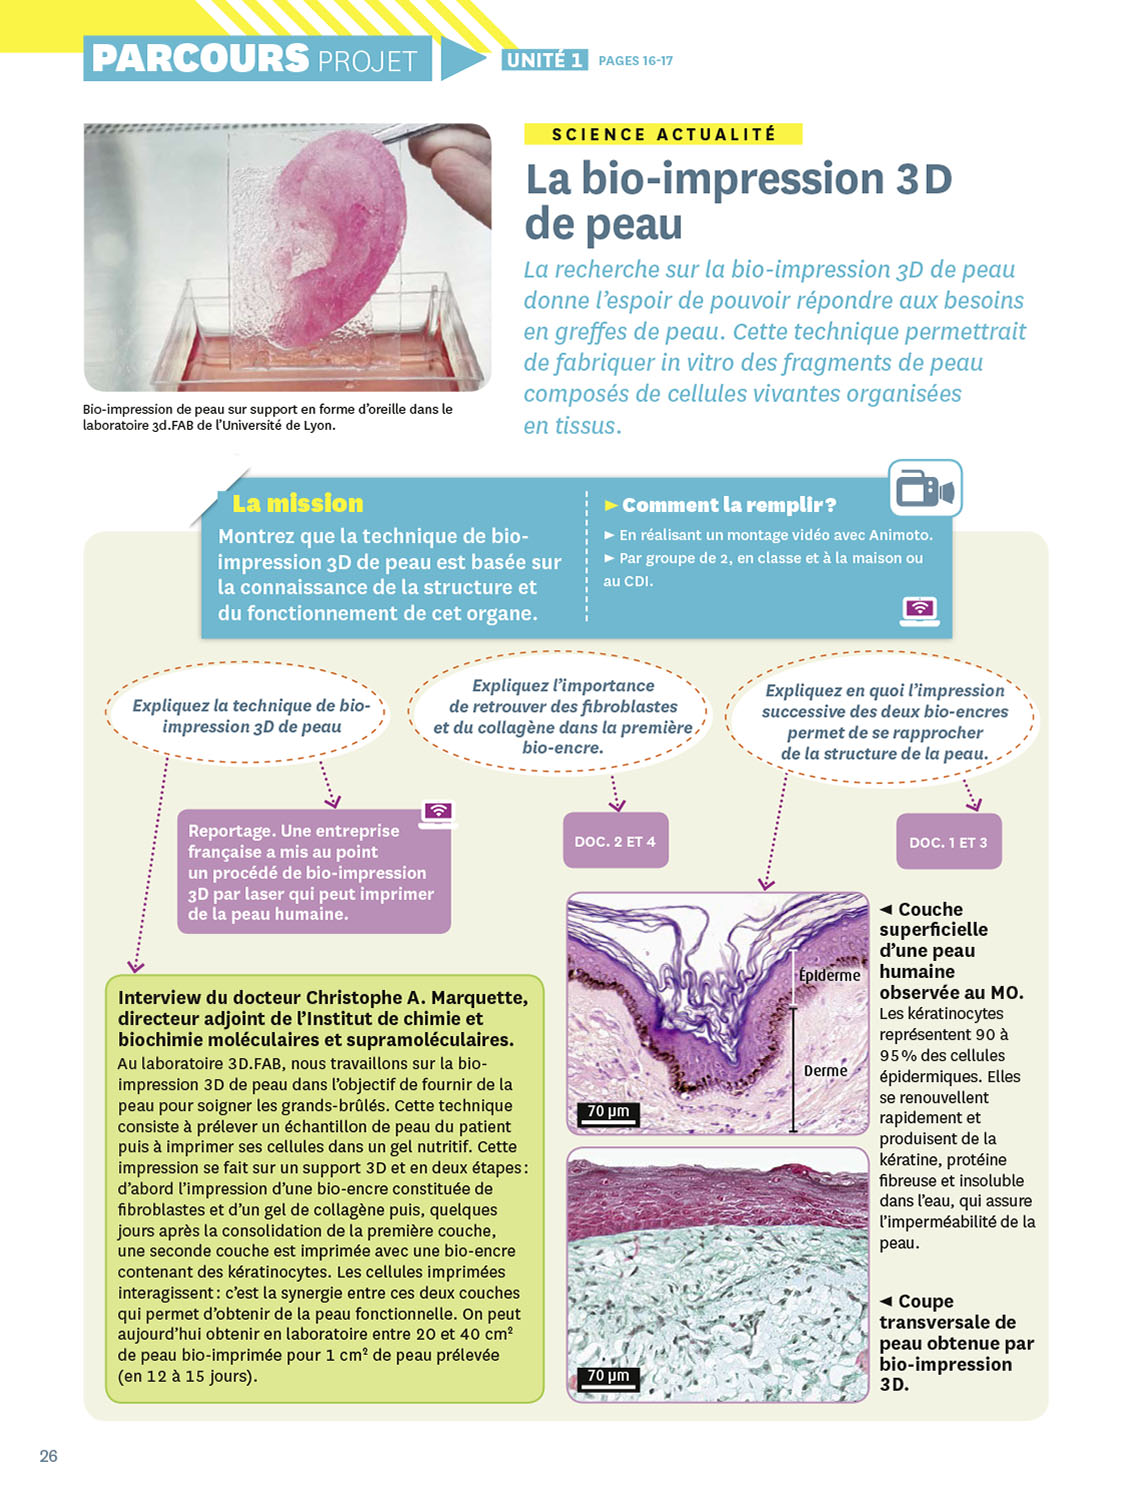 PARCOURS PROJET
UNITÉ 1 PAGES 16-17
SCIENCE ACTUALITÉ
La bio-impression 3D
de peau
La recherche sur la bio-impression 3D de peau
donne l'espoir de pouvoir répondre aux besoins
en greffes de peau. Cette technique permettrait
de fabriquer in vitro des fragments de peau
composés de cellules vivantes organisées
en tissus.
Bio-impression de peau sur support en forme d'oreille dans le
laboratoire 3d.FAB de l'Université de Lyon.
La mission
Montrez que la technique de bio-
impression 3D de peau est basée sur
la connaissance de la structure et
du fonctionnement de cet organe.
► Comment la remplir ?
► En réalisant un montage vidéo avec Animoto.
► Par groupe de 2, en classe et à la maison ou
au CDI.
Expliquez la technique de bio-
impression 3D de peau
Expliquez l'importance
de retrouver des fibroblastes
et du collagène dans la première
bio-encre.
Expliquez en quoi l'impression
successive des deux bio-encres
permet de se rapprocher
de la structure de la peau.
Reportage. Une entreprise
française a mis au point
un procédé de bio-impression
3D par laser qui peut imprimer
de la peau humaine.
DOC. 2 ET 4
DOC. 1 ET 3
Interview du docteur Christophe A. Marquette,
directeur adjoint de l'Institut de chimie et
biochimie moléculaires et supramoléculaires.
Au laboratoire 3D.FAB, nous travaillons sur la bio-
impression 3D de peau dans l'objectif de fournir de la
peau pour soigner les grands-brûlés. Cette technique
consiste à prélever un échantillon de peau du patient
puis à imprimer ses cellules dans un gel nutritif. Cette
impression se fait sur un support 3D et en deux étapes :
d'abord l'impression d'une bio-encre constituée de
fibroblastes et d'un gel de collagène puis, quelques
jours après la consolidation de la première couche,
une seconde couche est imprimée avec une bio-encre
contenant des kératinocytes. Les cellules imprimées
interagissent : c'est la synergie entre ces deux couches
qui permet d'obtenir de la peau fonctionnelle. On peut
aujourd'hui obtenir en laboratoire entre 20 et 40 cm²
de peau bio-imprimée pour 1 cm² de peau prélevée
(en 12 à 15 jours).
Épiderme
Derme
70 µm
◄ Couche
superficielle
d'une peau
humaine
observée au MO.
Les kératinocytes
représentent 90 à
95 % des cellules
épidermiques. Elles
se renouvellent
rapidement et
produisent de la
kératine, protéine
fibreuse et insoluble
dans l'eau, qui assure
l'imperméabilité de la
peau.
70 µm
◄ Coupe
transversale de
peau obtenue par
bio-impression
3D.
26